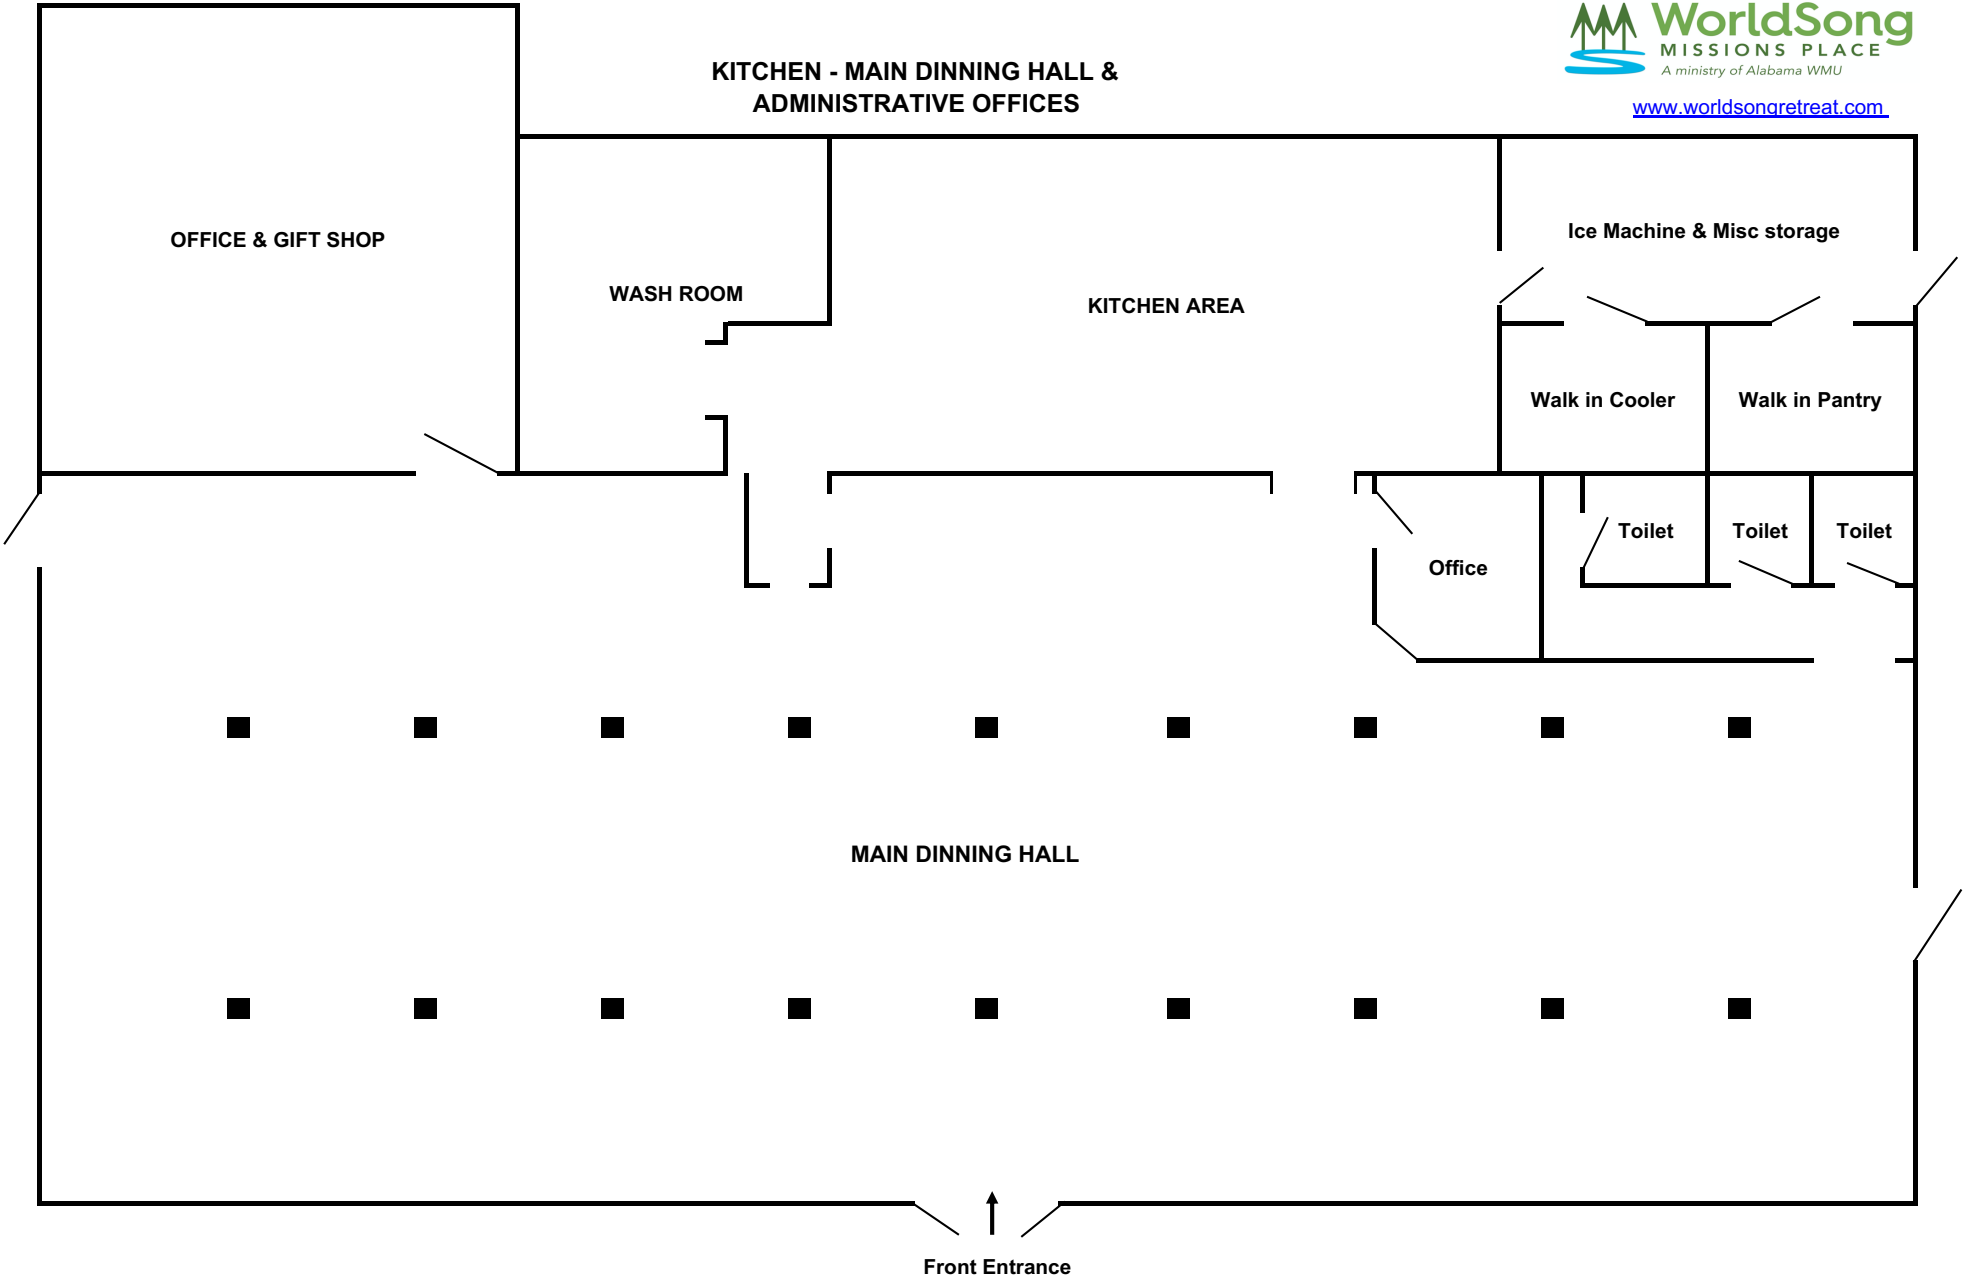 WorldSong
MISSIONS PLACE
A ministry of Alabama WMU
www.worldsongretreat.com
KITCHEN - MAIN DINNING HALL &
ADMINISTRATIVE OFFICES
OFFICE & GIFT SHOP
WASH ROOM
KITCHEN AREA
Ice Machine & Misc storage
Walk in Cooler
Walk in Pantry
Office
Toilet
Toilet
Toilet
MAIN DINNING HALL
Front Entrance